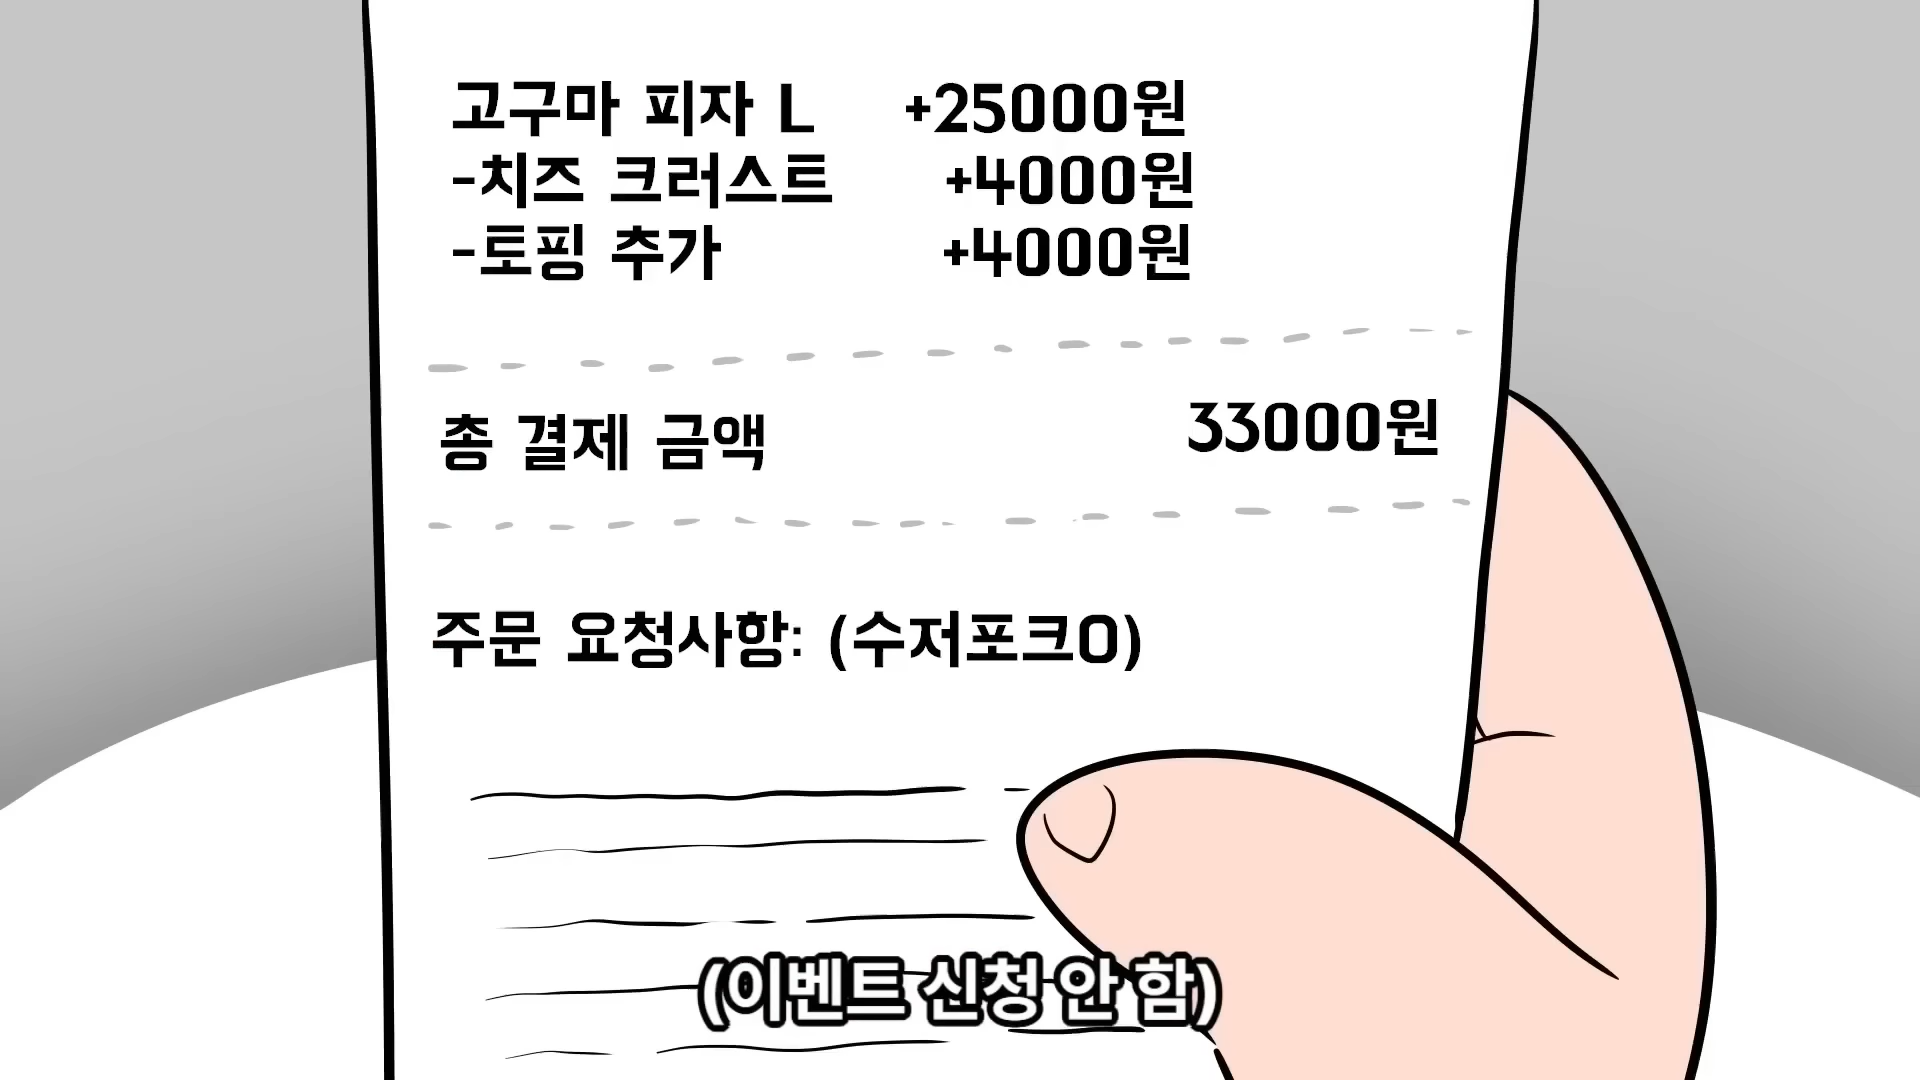 고구마 피자 L +25000원
-치즈 크러스트 +4000원
-토핑 추가 +4000원
총 결제 금액 33000원
주문 요청사항: (수저포크O)
(이벤트 신청 안 함)